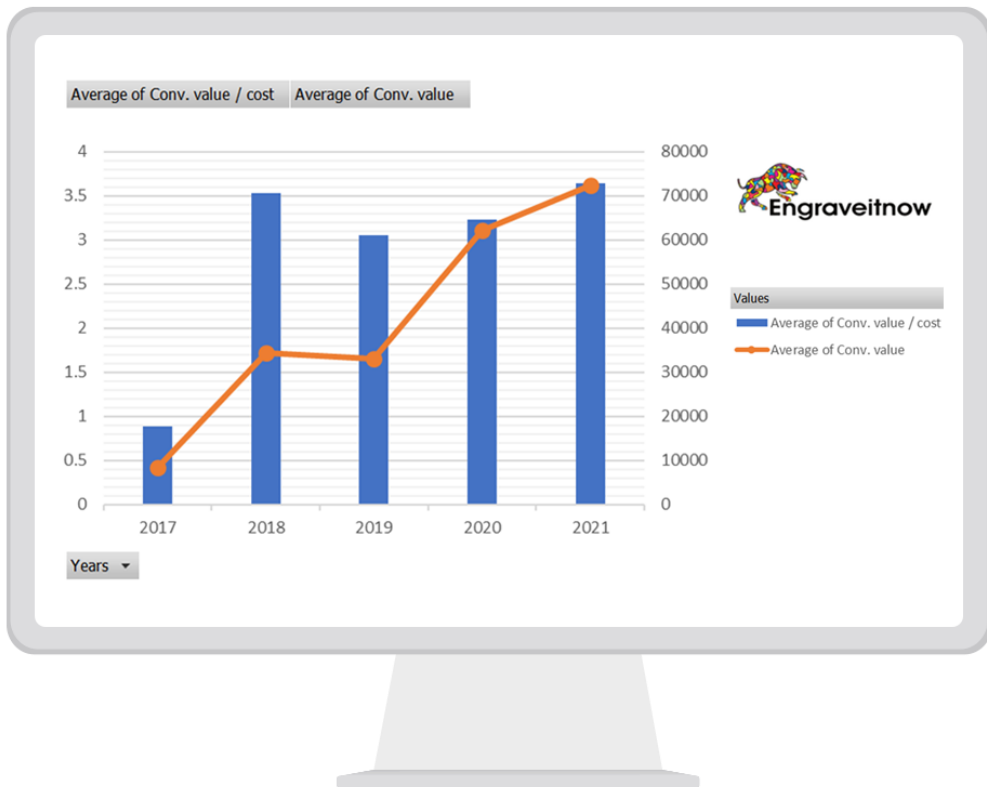 Average of Conv. value / cost Average of Conv. value
4
3.5
3
2.5
2
1.5
1
0.5
0
80000
70000
60000
50000
40000
30000
20000
10000
0
2017 2018 2019 2020 2021
Years
Engraveitnow
Values
Average of Conv. value / cost
Average of Conv. value